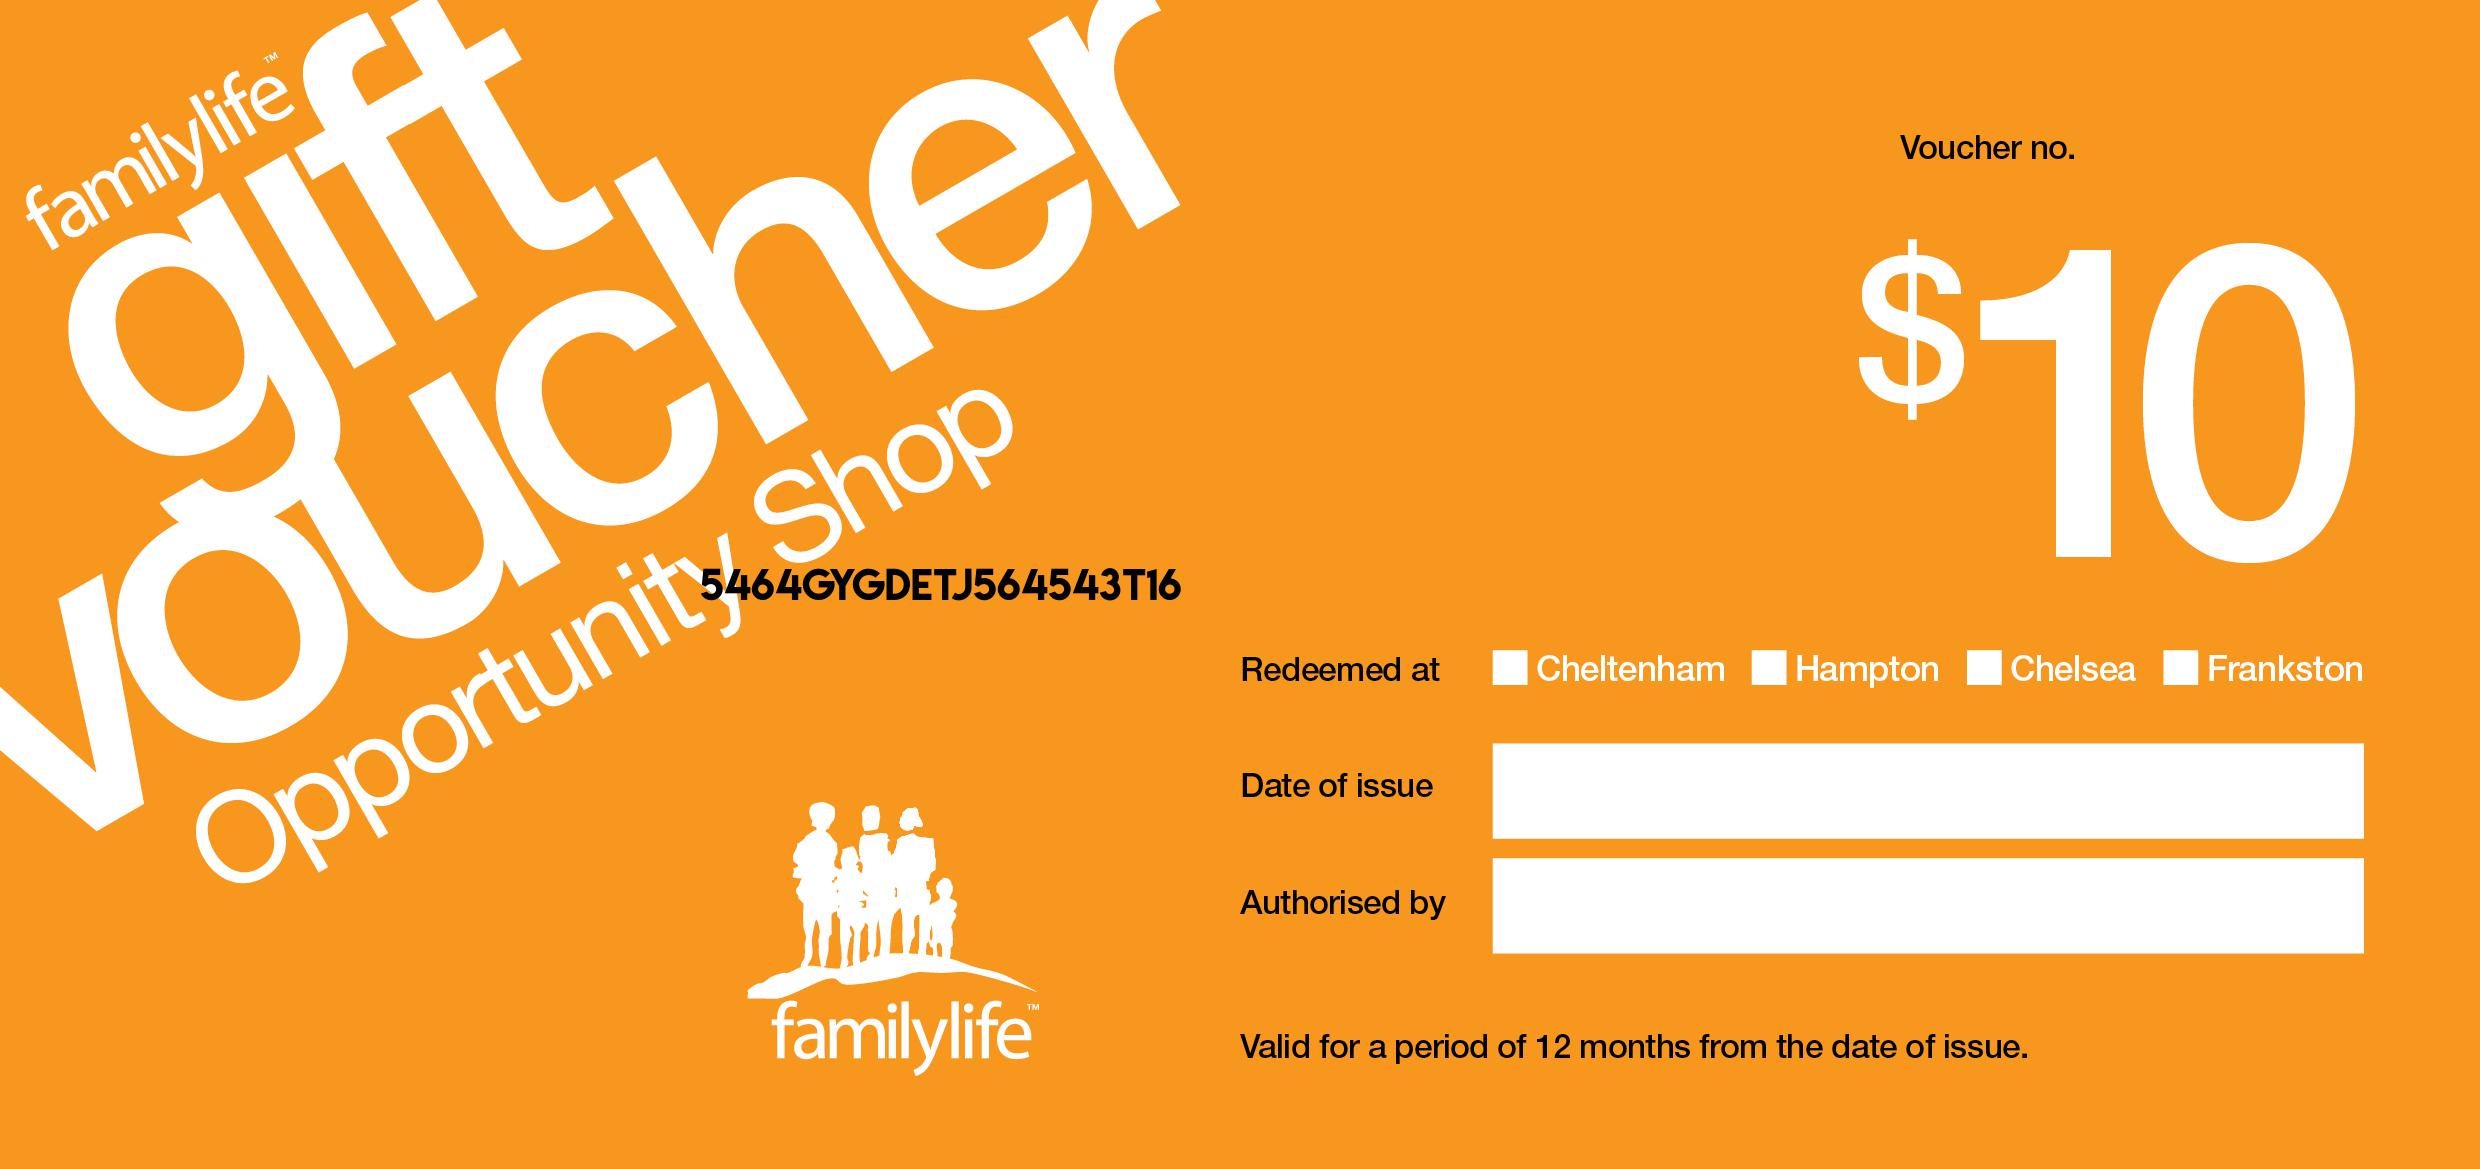 familylife™
gift
voucher
Opportunity Shop
5464GYGDETJ564543T16
familylife™
Voucher no.
$10
Redeemed at Cheltenham Hampton Chelsea Frankston
Date of issue
Authorised by
Valid for a period of 12 months from the date of issue.